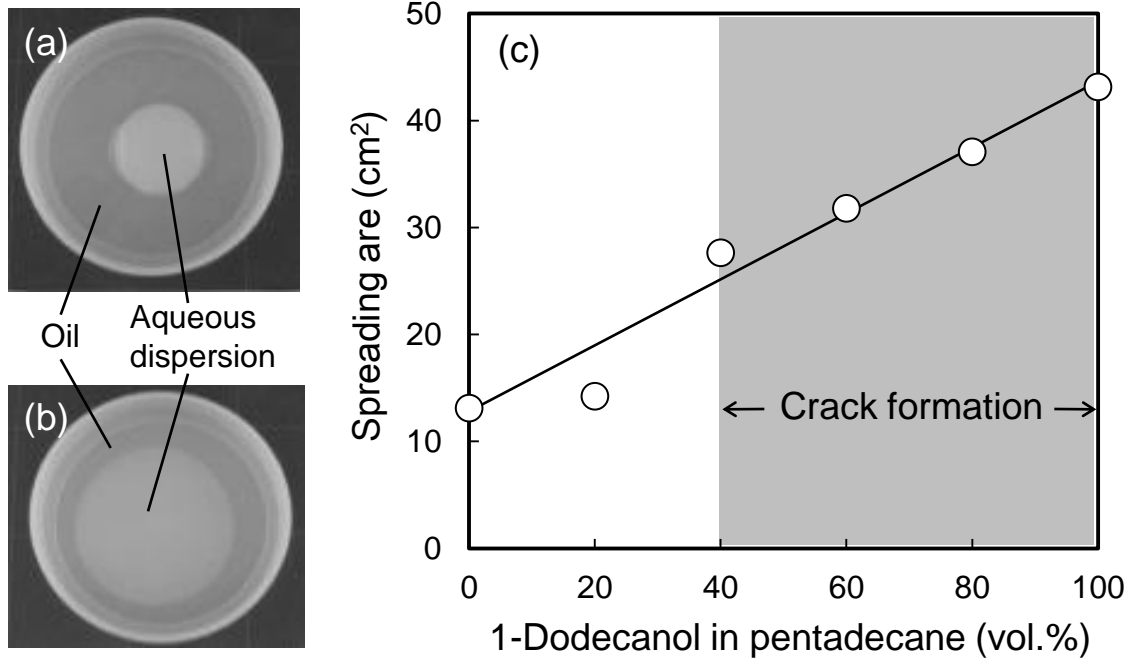 (a)
Oil
Aqueous
dispersion
(b)
(c)
Spreading are (cm²)
50
40
30
20
10
0
Crack formation
0 20 40 60 80 100
1-Dodecanol in pentadecane (vol.%)